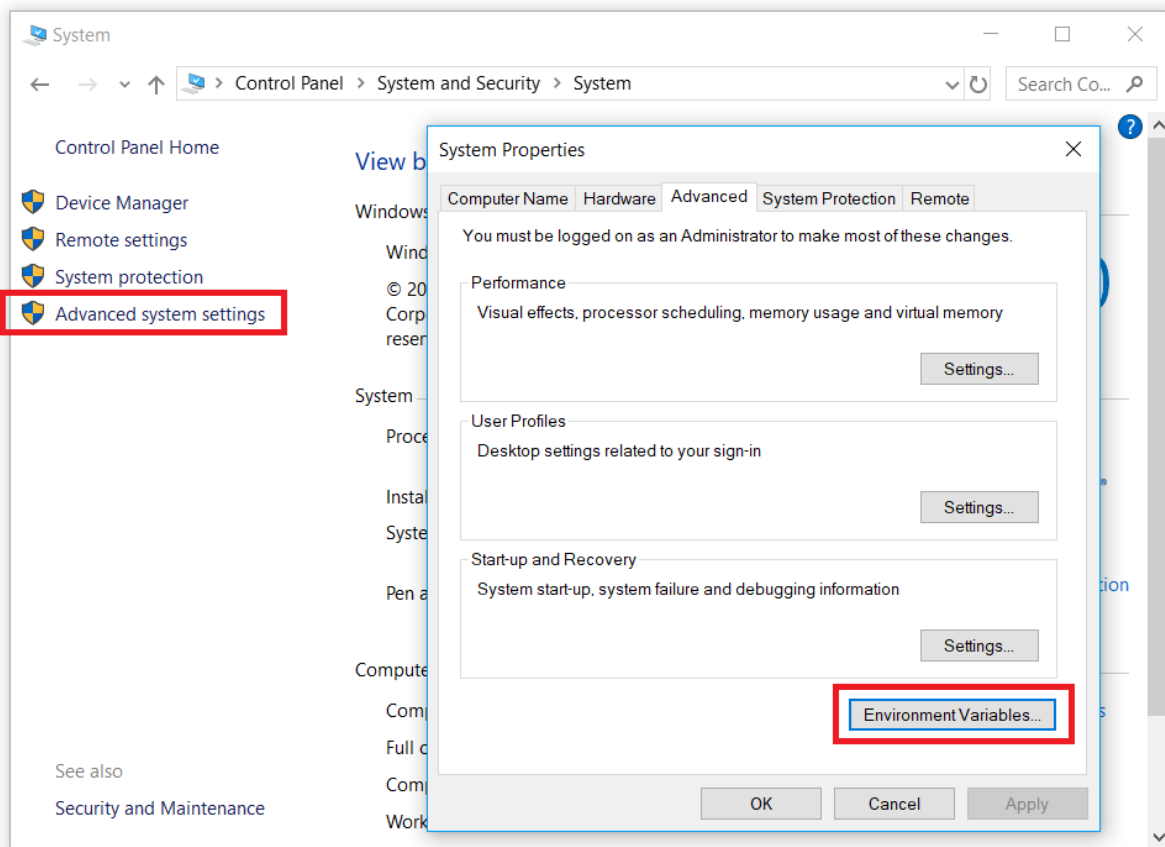 System
Control Panel > System and Security > System
Search Co...
Control Panel Home
Device Manager
Remote settings
System protection
Advanced system settings
See also
Security and Maintenance
View b
Windows
Wind
© 20
Corp
reser
System
Proce
Instal
Syste
Pen a
Compute
Comp
Full c
Comp
Work
?
tion
s
System Properties
Computer Name Hardware Advanced System Protection Remote
You must be logged on as an Administrator to make most of these changes.
Performance
Visual effects, processor scheduling, memory usage and virtual memory
Settings...
User Profiles
Desktop settings related to your sign-in
Settings...
Start-up and Recovery
System start-up, system failure and debugging information
Settings...
Environment Variables...
OK Cancel Apply